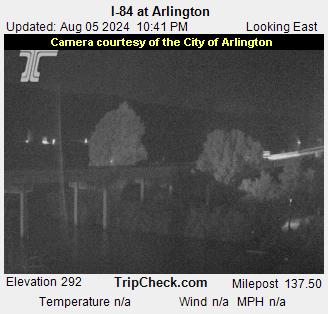 I-84 at Arlington
Updated: Aug 05 2024 10:41 PM Looking East
Camera courtesy of the City of Arlington
Elevation 292 TripCheck.com Milepost 137.50
Temperature n/a Wind n/a MPH n/a